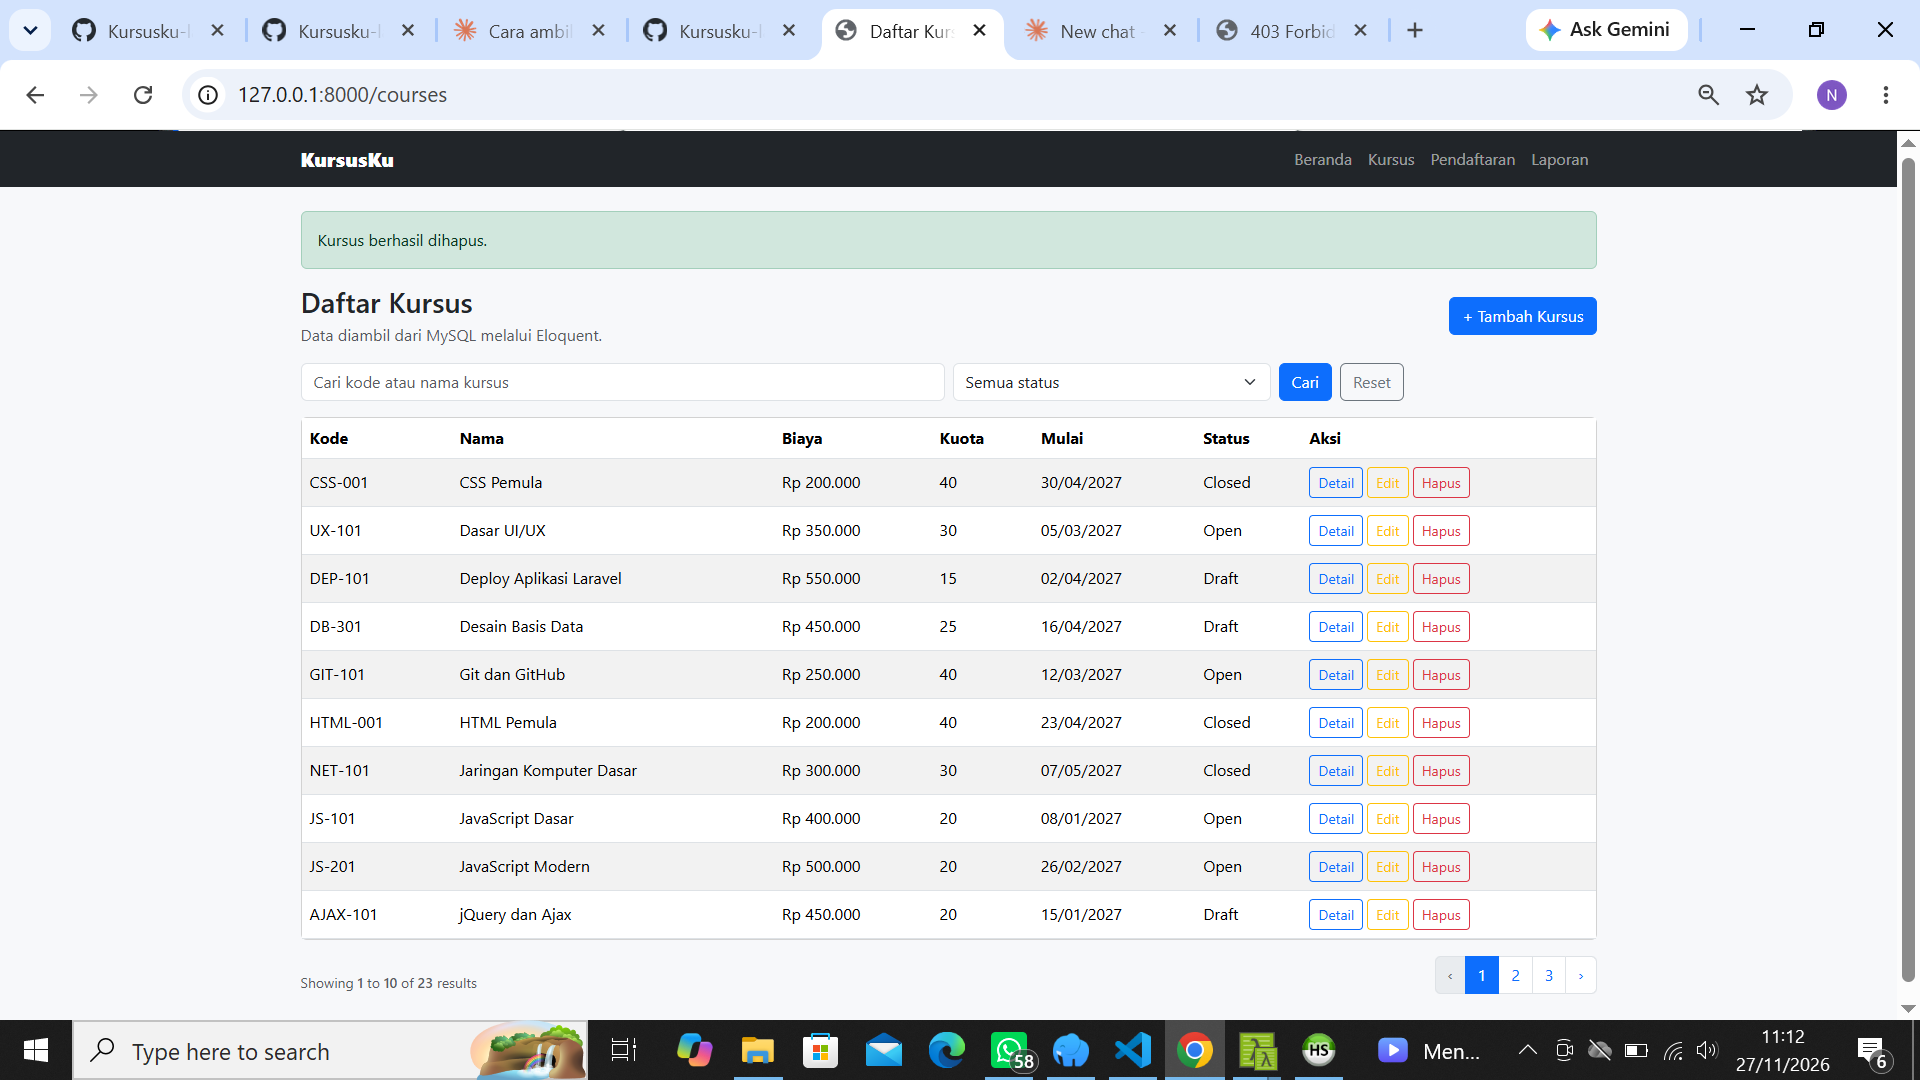 Kursusku-l
Kursusku-l
Cara ambil
Kursusku-l
Daftar Kurs
New chat -
403 Forbid
Ask Gemini
127.0.0.1:8000/courses
N
KursusKu
Beranda Kursus Pendaftaran Laporan
Kursus berhasil dihapus.
Daftar Kursus
+ Tambah Kursus
Data diambil dari MySQL melalui Eloquent.
Cari kode atau nama kursus Semua status Cari Reset
Kode Nama Biaya Kuota Mulai Status Aksi
CSS-001 CSS Pemula Rp 200.000 40 30/04/2027 Closed Detail Edit Hapus
UX-101 Dasar UI/UX Rp 350.000 30 05/03/2027 Open Detail Edit Hapus
DEP-101 Deploy Aplikasi Laravel Rp 550.000 15 02/04/2027 Draft Detail Edit Hapus
DB-301 Desain Basis Data Rp 450.000 25 16/04/2027 Draft Detail Edit Hapus
GIT-101 Git dan GitHub Rp 250.000 40 12/03/2027 Open Detail Edit Hapus
HTML-001 HTML Pemula Rp 200.000 40 23/04/2027 Closed Detail Edit Hapus
NET-101 Jaringan Komputer Dasar Rp 300.000 30 07/05/2027 Closed Detail Edit Hapus
JS-101 JavaScript Dasar Rp 400.000 20 08/01/2027 Open Detail Edit Hapus
JS-201 JavaScript Modern Rp 500.000 20 26/02/2027 Open Detail Edit Hapus
AJAX-101 jQuery dan Ajax Rp 450.000 20 15/01/2027 Draft Detail Edit Hapus
Showing 1 to 10 of 23 results
‹ 1 2 3 ›
Type here to search
58
HS
Men...
11:12
27/11/2026
6